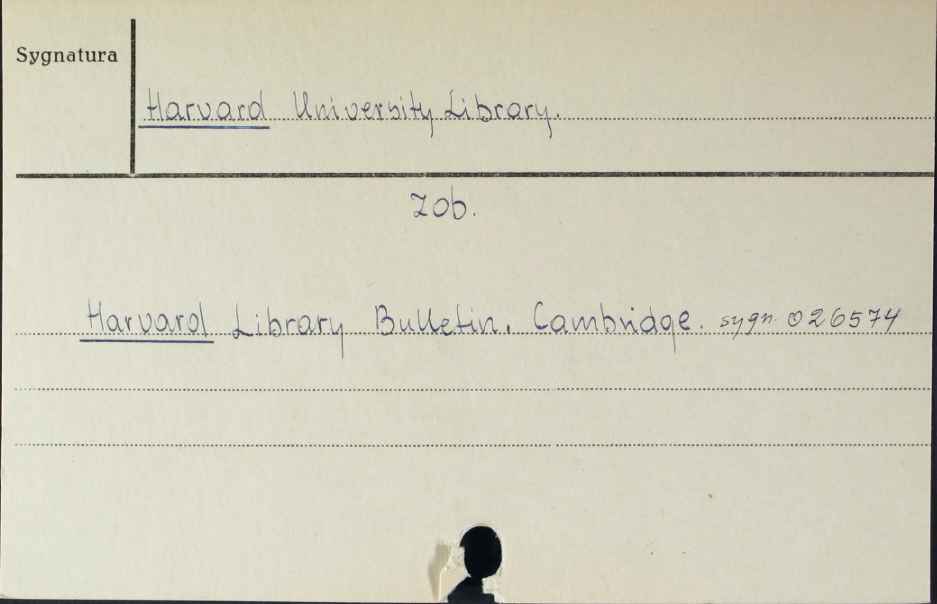 Sygnatura
Harvard University Library.
Zob.
Harvard Library Bulletin. Cambridge. sygn. 026574